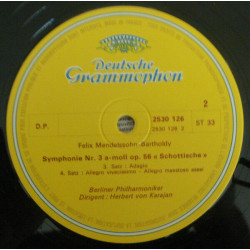 Deutsche
Grammophon
2530 126
2
D.P.
2530 126 Z
ST 33
Felix Mendelssohn-Bartholdy
Symphonie Nr. 3 a-moll op. 56 « Schottische »
3. Satz : Adagio
4. Satz : Allegro vivacissimo - Allegro maestoso assai
Berliner Philharmoniker
Dirigent : Herbert von Karajan